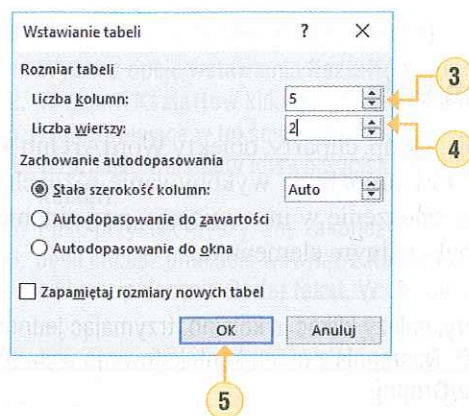 Wstawianie tabeli ? ×
Rozmiar tabeli
Liczba kolumn: 5
3
Liczba wierszy: 2
4
Zachowanie autodopasowania
Stała szerokość kolumn: Auto
Autodopasowanie do zawartości
Autodopasowanie do okna
Zapamiętaj rozmiary nowych tabel
OK Anuluj
5